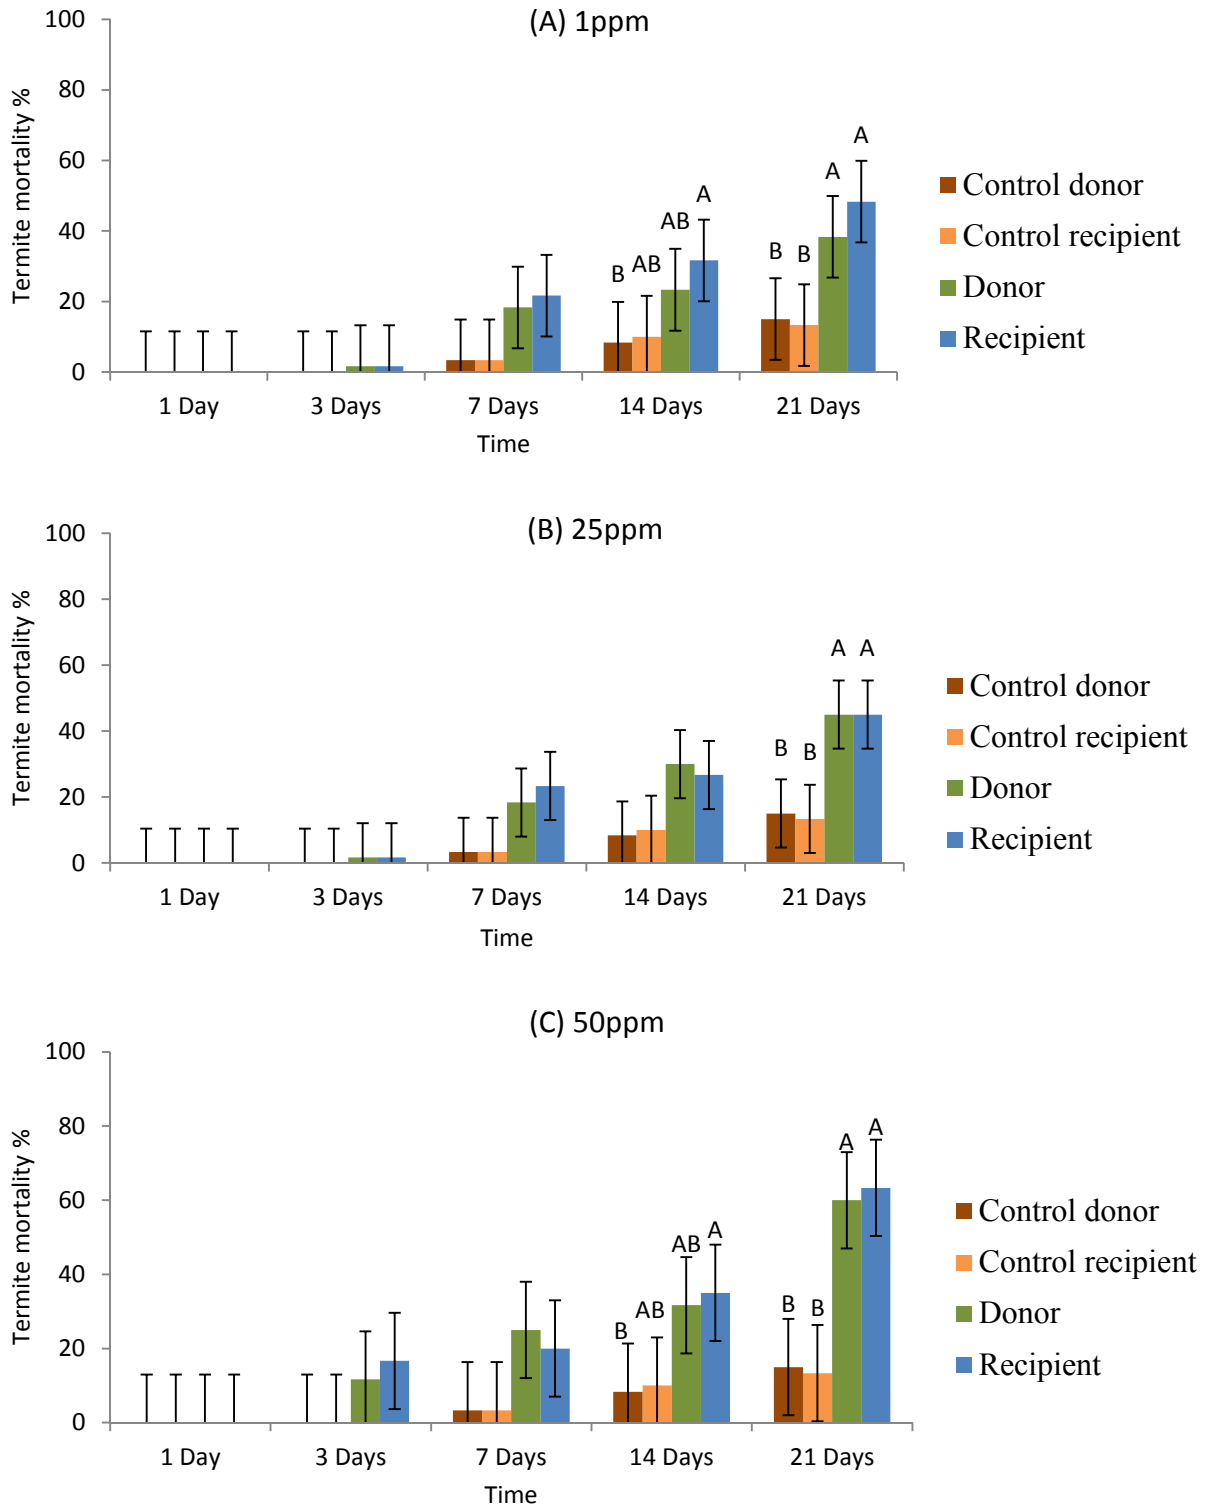 (A) 1ppm
Termite mortality %
100
80
60
40
20
0
B AB AB A
B B A A
1 Day 3 Days 7 Days 14 Days 21 Days
Time
Control donor
Control recipient
Donor
Recipient
(B) 25ppm
Termite mortality %
100
80
60
40
20
0
B B A A
1 Day 3 Days 7 Days 14 Days 21 Days
Time
Control donor
Control recipient
Donor
Recipient
(C) 50ppm
Termite mortality %
100
80
60
40
20
0
B AB AB A
B B A A
1 Day 3 Days 7 Days 14 Days 21 Days
Time
Control donor
Control recipient
Donor
Recipient